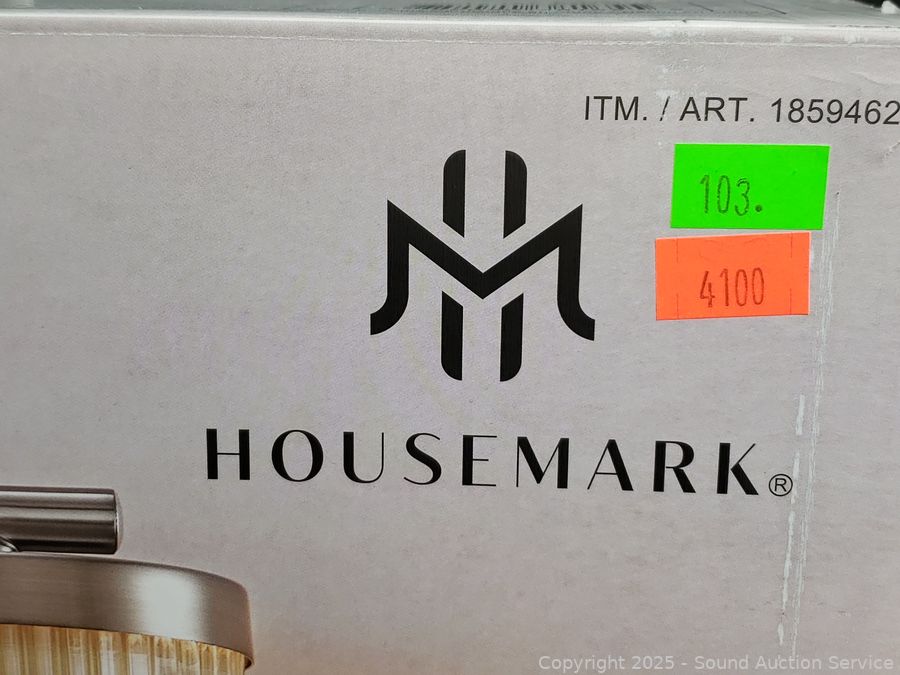 ITM. / ART. 1859462
103.
4100
HOUSEMARK®
Copyright 2025 - Sound Auction Service